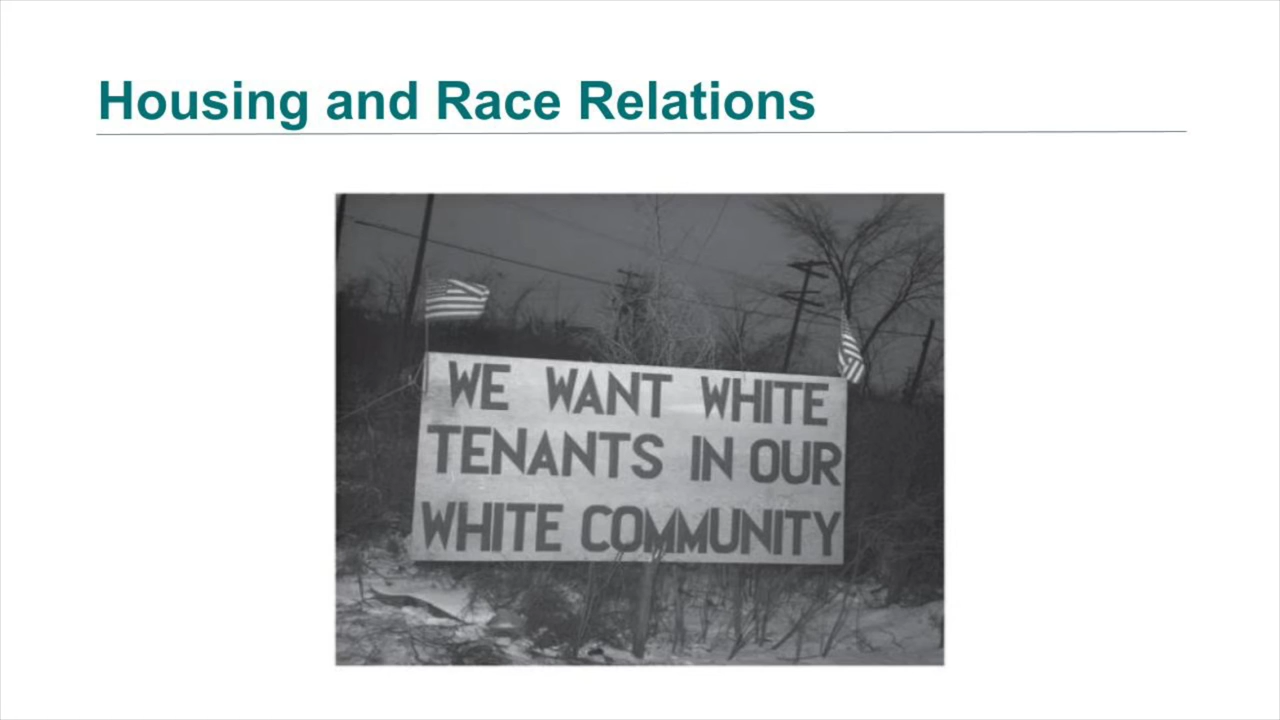 Housing and Race Relations
WE WANT WHITE
TENANTS IN OUR
WHITE COMMUNITY